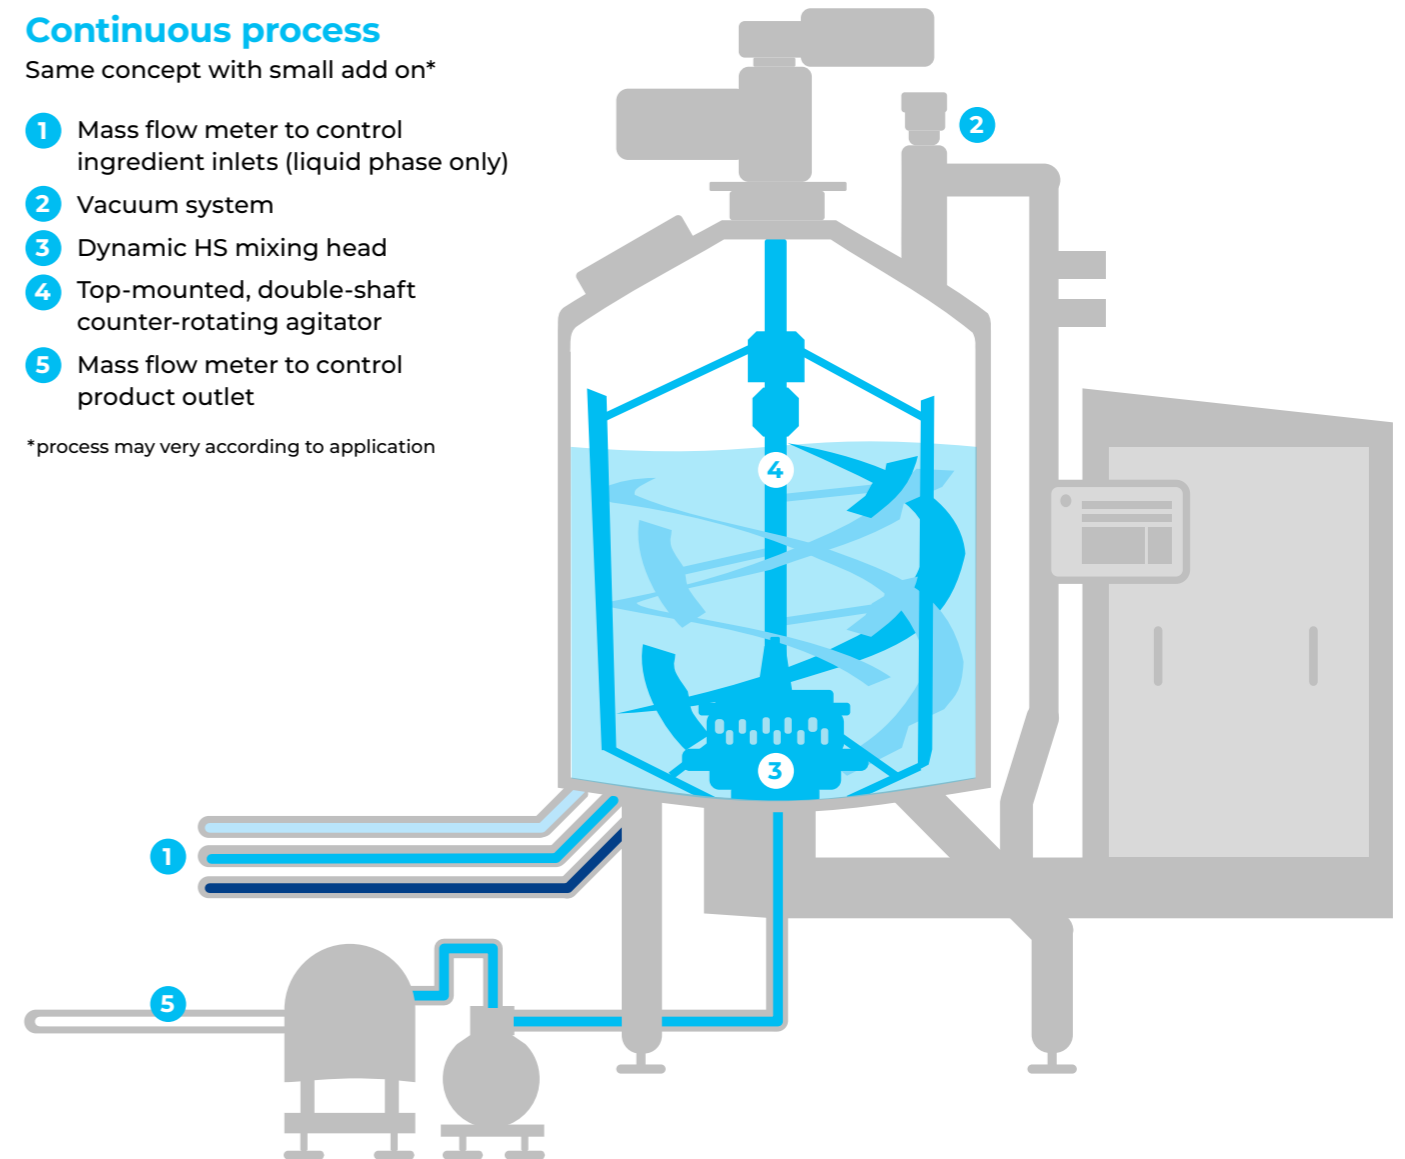 Continuous process
Same concept with small add on*
1 Mass flow meter to control
ingredient inlets (liquid phase only)
2 Vacuum system
3 Dynamic HS mixing head
4 Top-mounted, double-shaft
counter-rotating agitator
5 Mass flow meter to control
product outlet
*process may very according to application
2
4
3
1
5